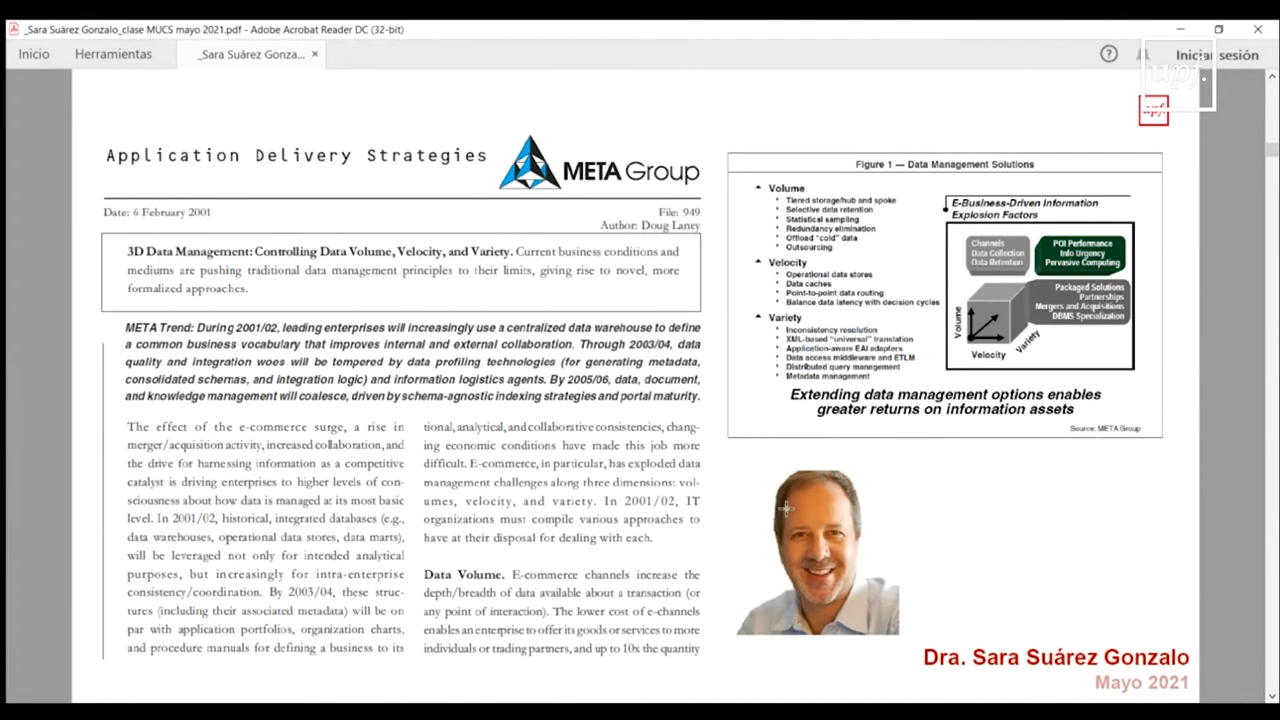 _Sara Suárez Gonzalo_clase MUCS mayo 2021.pdf - Adobe Acrobat Reader DC (32-bit)
Inicio
Herramientas
_Sara Suárez Gonza...
Iniciar sesión
upf.
upf.
Application Delivery Strategies
META Group
Date: 6 February 2001
File: 949
Author: Doug Laney
3D Data Management: Controlling Data Volume, Velocity, and Variety. Current business conditions and
mediums are pushing traditional data management principles to their limits, giving rise to novel, more
formalized approaches.
META Trend: During 2001/02, leading enterprises will increasingly use a centralized data warehouse to define
a common business vocabulary that improves internal and external collaboration. Through 2003/04, data
quality and integration woes will be tempered by data profiling technologies (for generating metadata,
consolidated schemas, and integration logic) and information logistics agents. By 2005/06, data, document,
and knowledge management will coalesce, driven by schema-agnostic indexing strategies and portal maturity.
The effect of the e-commerce surge, a rise in
merger/acquisition activity, increased collaboration, and
the drive for harnessing information as a competitive
catalyst is driving enterprises to higher levels of con-
sciousness about how data is managed at its most basic
level. In 2001/02, historical, integrated databases (e.g.,
data warehouses, operational data stores, data marts),
will be leveraged not only for intended analytical
purposes, but increasingly for intra-enterprise
consistency/coordination. By 2003/04, these struc-
tures (including their associated metadata) will be on
par with application portfolios, organization charts,
and procedure manuals for defining a business to its
tional, analytical, and collaborative consistencies, chang-
ing economic conditions have made this job more
difficult. E-commerce, in particular, has exploded data
management challenges along three dimensions: vol-
umes, velocity, and variety. In 2001/02, IT
organizations must compile various approaches to
have at their disposal for dealing with each.
Data Volume. E-commerce channels increase the
depth/breadth of data available about a transaction (or
any point of interaction). The lower cost of e-channels
enables an enterprise to offer its goods or services to more
individuals or trading partners, and up to 10x the quantity
Figure 1 — Data Management Solutions
Volume
Tiered storage/hub and spoke
Selective data retention
Statistical sampling
Redundancy elimination
Offload "cold" data
Outsourcing
Velocity
Operational data stores
Data caches
Point-to-point data routing
Balance data latency with decision cycles
Variety
Inconsistency resolution
XML-based "universal" translation
Application-aware EAI adapters
Data access middleware and ETLM
Distributed query management
Metadata management
E-Business-Driven Information
Explosion Factors
Channels
Data Collection
Data Retention
POI Performance
Info Urgency
Pervasive Computing
Packaged Solutions
Partnerships
Mergers and Acquisitions
DBMS Specialization
Volume
Velocity
Variety
Extending data management options enables
greater returns on information assets
Source: META Group
Dra. Sara Suárez Gonzalo
Mayo 2021